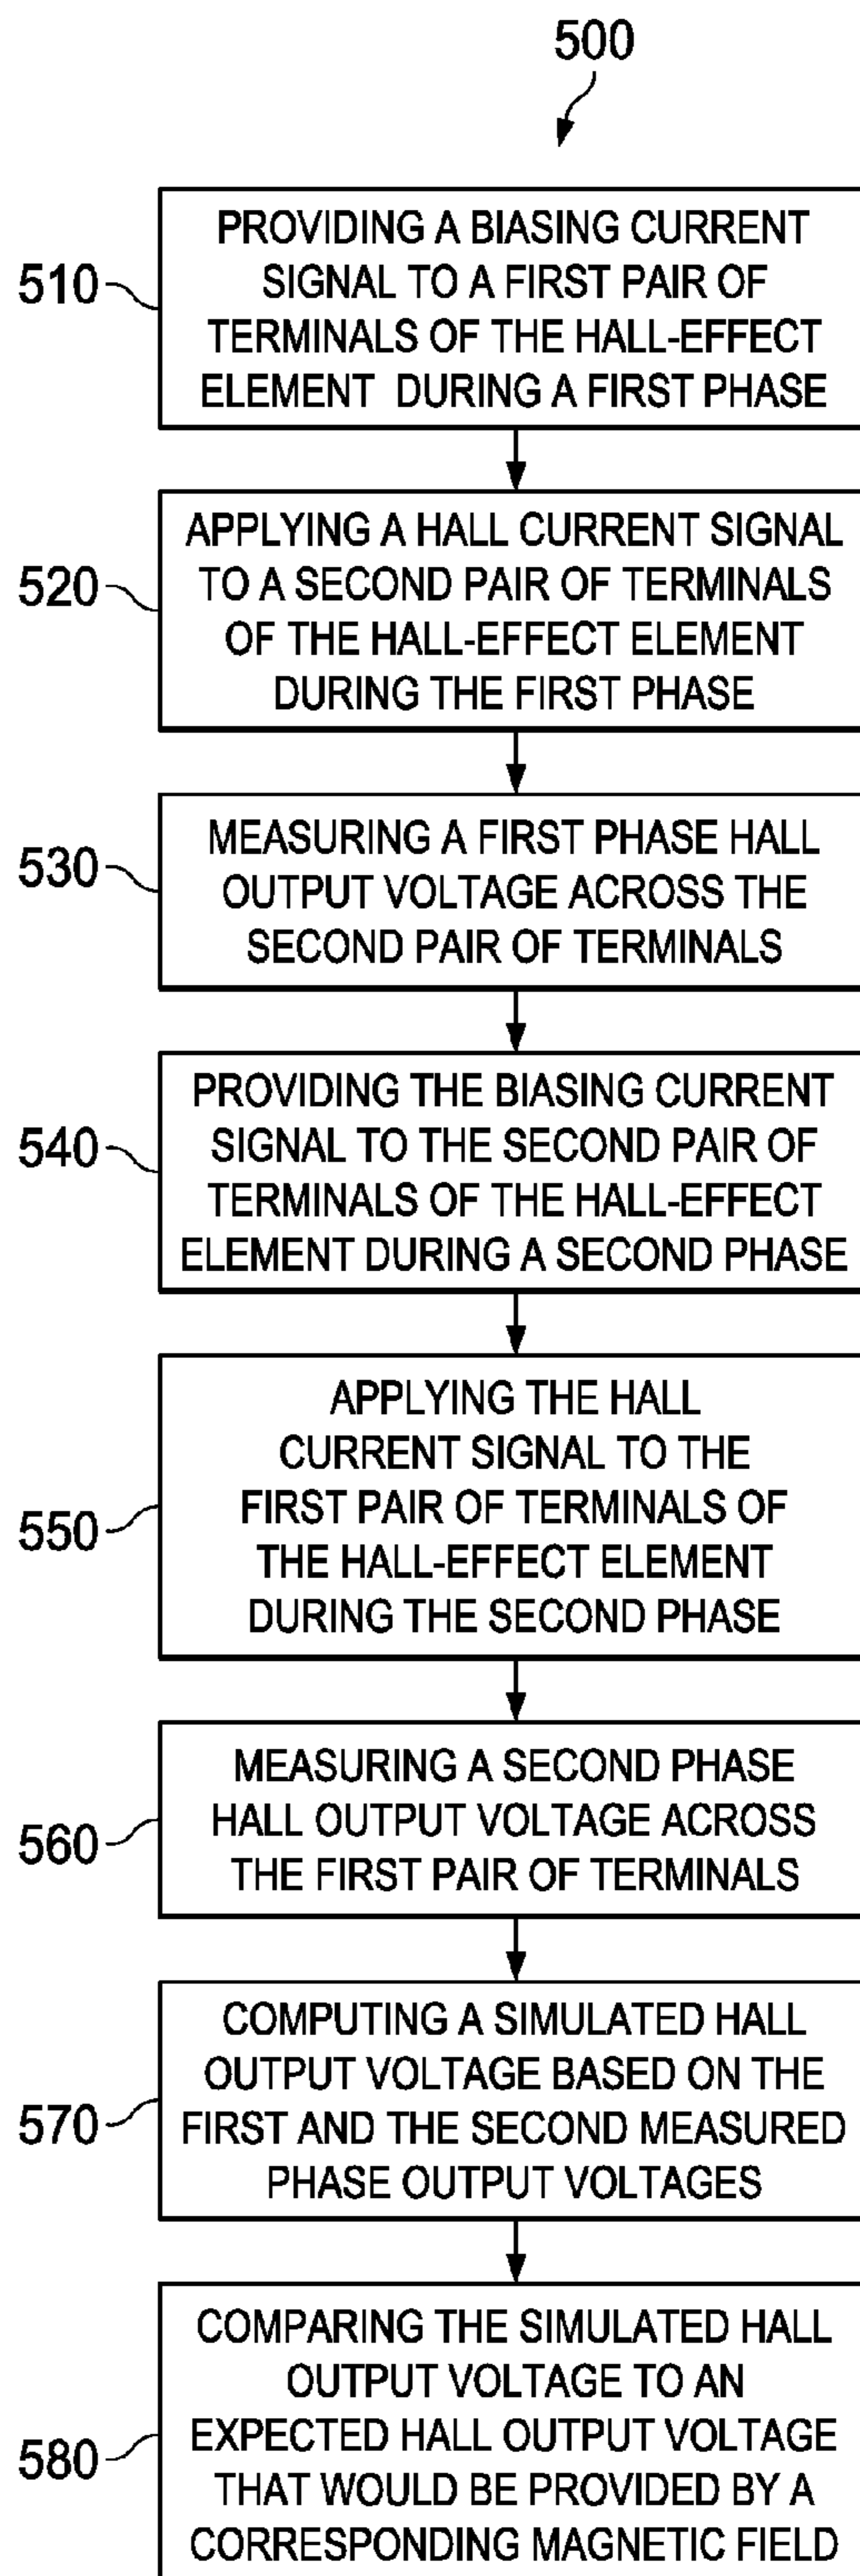 500
510
PROVIDING A BIASING CURRENT
SIGNAL TO A FIRST PAIR OF
TERMINALS OF THE HALL-EFFECT
ELEMENT DURING A FIRST PHASE
520
APPLYING A HALL CURRENT SIGNAL
TO A SECOND PAIR OF TERMINALS
OF THE HALL-EFFECT ELEMENT
DURING THE FIRST PHASE
530
MEASURING A FIRST PHASE HALL
OUTPUT VOLTAGE ACROSS THE
SECOND PAIR OF TERMINALS
540
PROVIDING THE BIASING CURRENT
SIGNAL TO THE SECOND PAIR OF
TERMINALS OF THE HALL-EFFECT
ELEMENT DURING A SECOND PHASE
550
APPLYING THE HALL
CURRENT SIGNAL TO THE
FIRST PAIR OF TERMINALS OF
THE HALL-EFFECT ELEMENT
DURING THE SECOND PHASE
560
MEASURING A SECOND PHASE
HALL OUTPUT VOLTAGE ACROSS
THE FIRST PAIR OF TERMINALS
570
COMPUTING A SIMULATED HALL
OUTPUT VOLTAGE BASED ON THE
FIRST AND THE SECOND MEASURED
PHASE OUTPUT VOLTAGES
580
COMPARING THE SIMULATED HALL
OUTPUT VOLTAGE TO AN
EXPECTED HALL OUTPUT VOLTAGE
THAT WOULD BE PROVIDED BY A
CORRESPONDING MAGNETIC FIELD